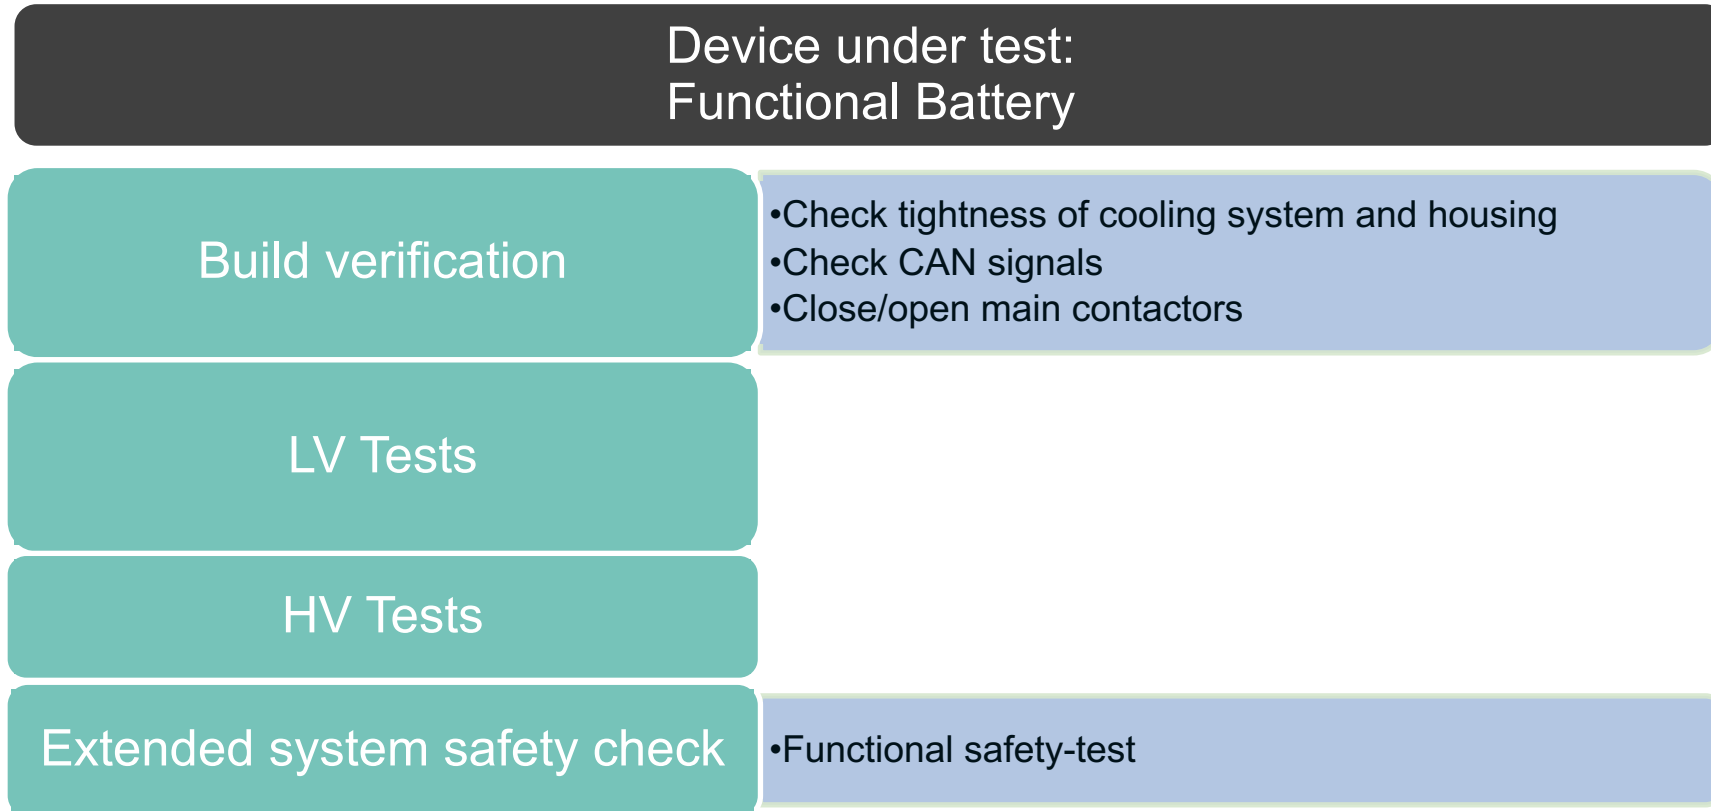 Device under test:
Functional Battery
Build verification
•Check tightness of cooling system and housing
•Check CAN signals
•Close/open main contactors
LV Tests
HV Tests
Extended system safety check
•Functional safety-test